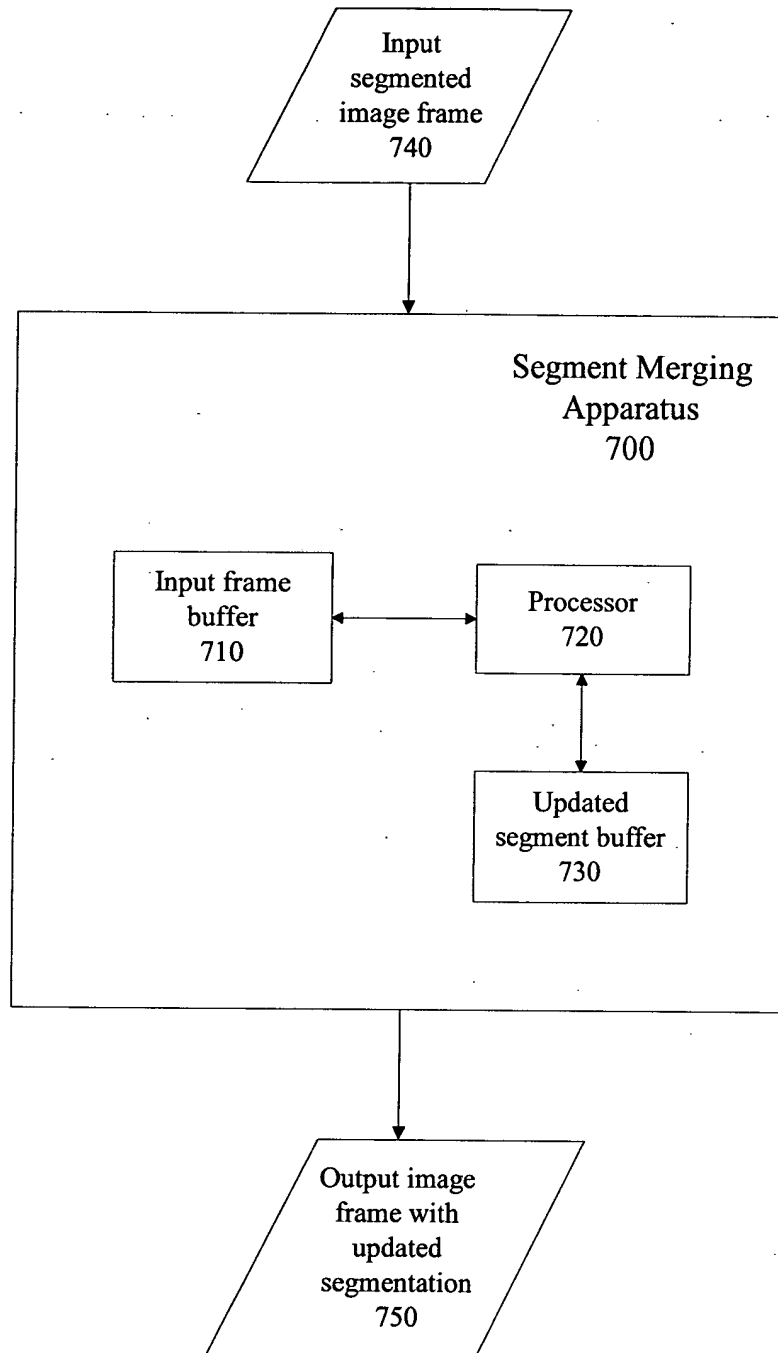 Input
segmented
image frame
740
Segment Merging
Apparatus
700
Input frame
buffer
710
Processor
720
Updated
segment buffer
730
Output image
frame with
updated
segmentation
750